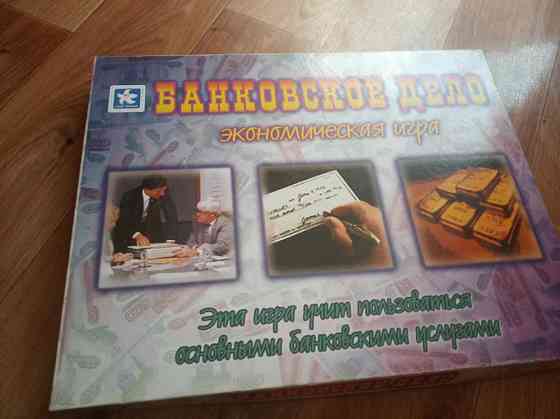 БАНКОВСКОЕ ДЕЛО
экономическая игра
Эта игра учит пользоваться
основными банковскими услугами